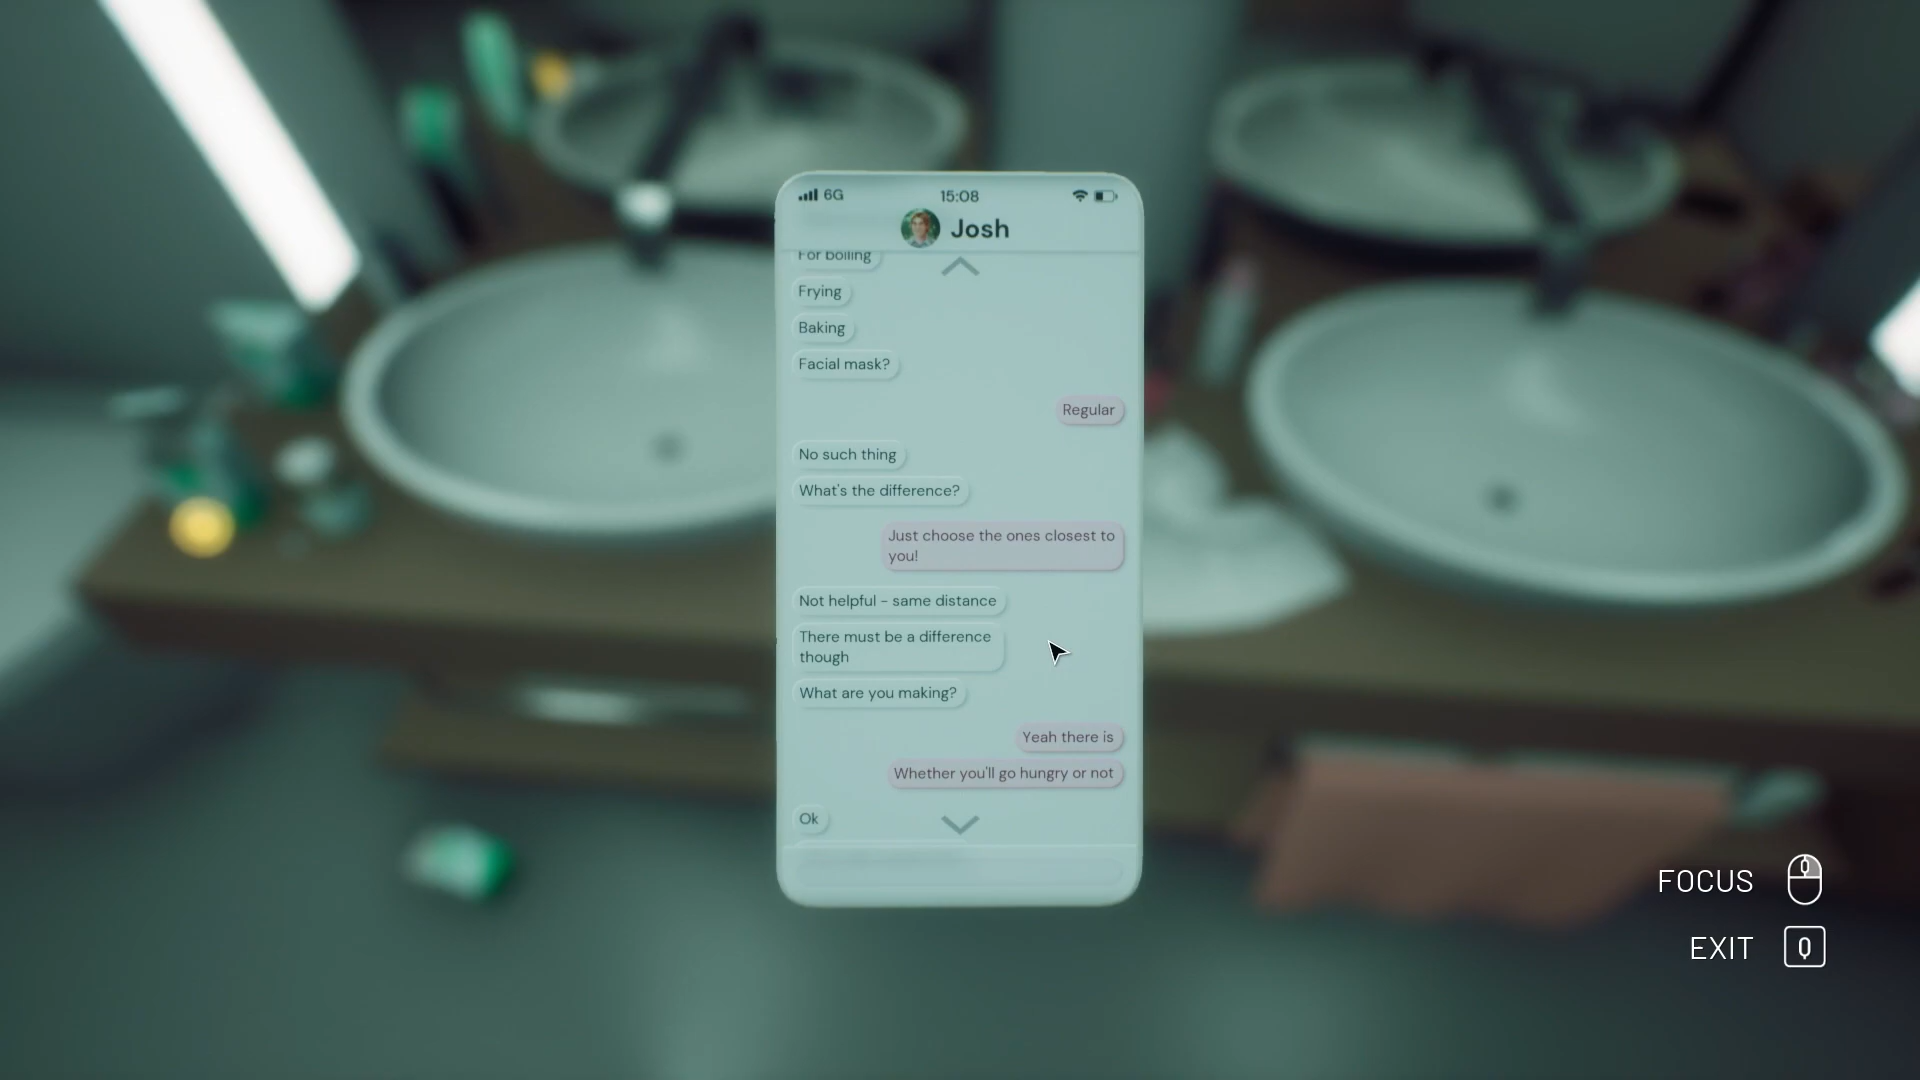 6G
15:08
Josh
For boiling
Frying
Baking
Facial mask?
Regular
No such thing
What's the difference?
Just choose the ones closest to
you!
Not helpful - same distance
There must be a difference
though
What are you making?
Yeah there is
Whether you'll go hungry or not
Ok
FOCUS
EXIT Q